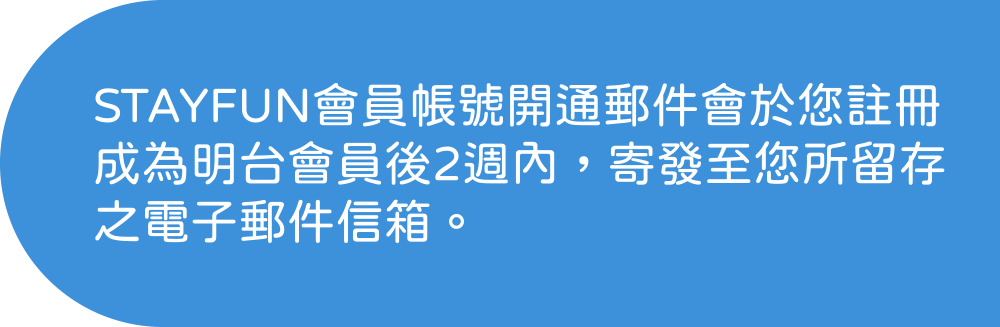 STAYFUN會員帳號開通郵件會於您註冊
成為明台會員後2週內，寄發至您所留存
之電子郵件信箱。